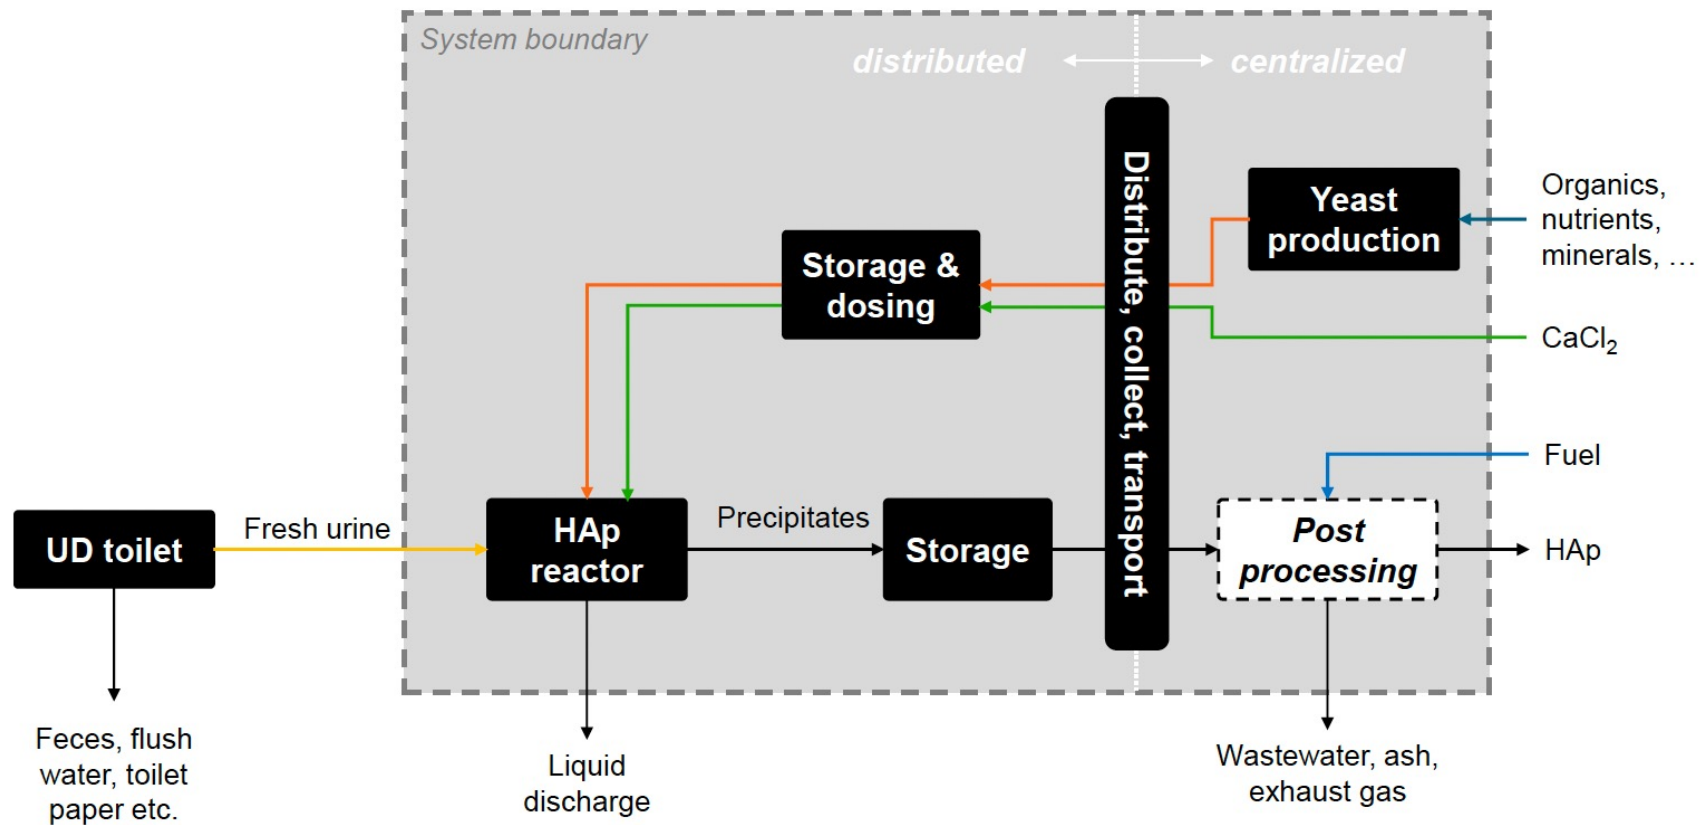 System boundary
distributed
centralized
Distribute, collect, transport
Yeast
production
Organics,
nutrients,
minerals, …
Storage &
dosing
CaCl₂
Fuel
UD toilet
Fresh urine
HAp
reactor
Precipitates
Storage
Post
processing
HAp
Feces, flush
water, toilet
paper etc.
Liquid
discharge
Wastewater, ash,
exhaust gas